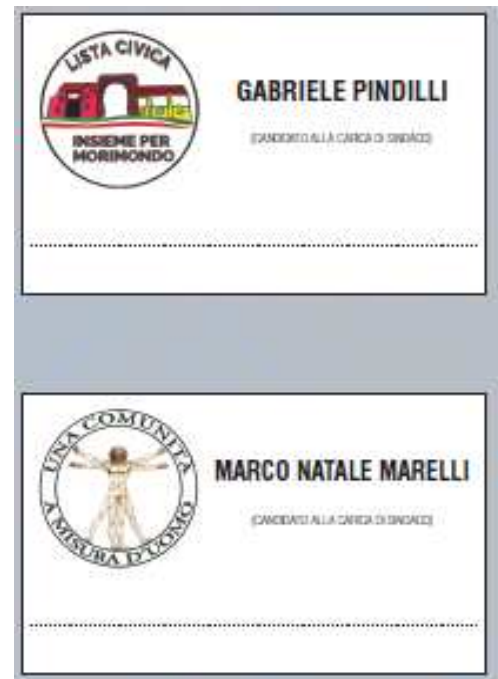 LISTA CIVICA
INSIEME PER
MORIMONDO
GABRIELE PINDILLI
(CANDIDATO ALLA CARICA DI SINDACO)
UNA COMUNITÀ
A MISURA D'UOMO
MARCO NATALE MARELLI
(CANDIDATO ALLA CARICA DI SINDACO)